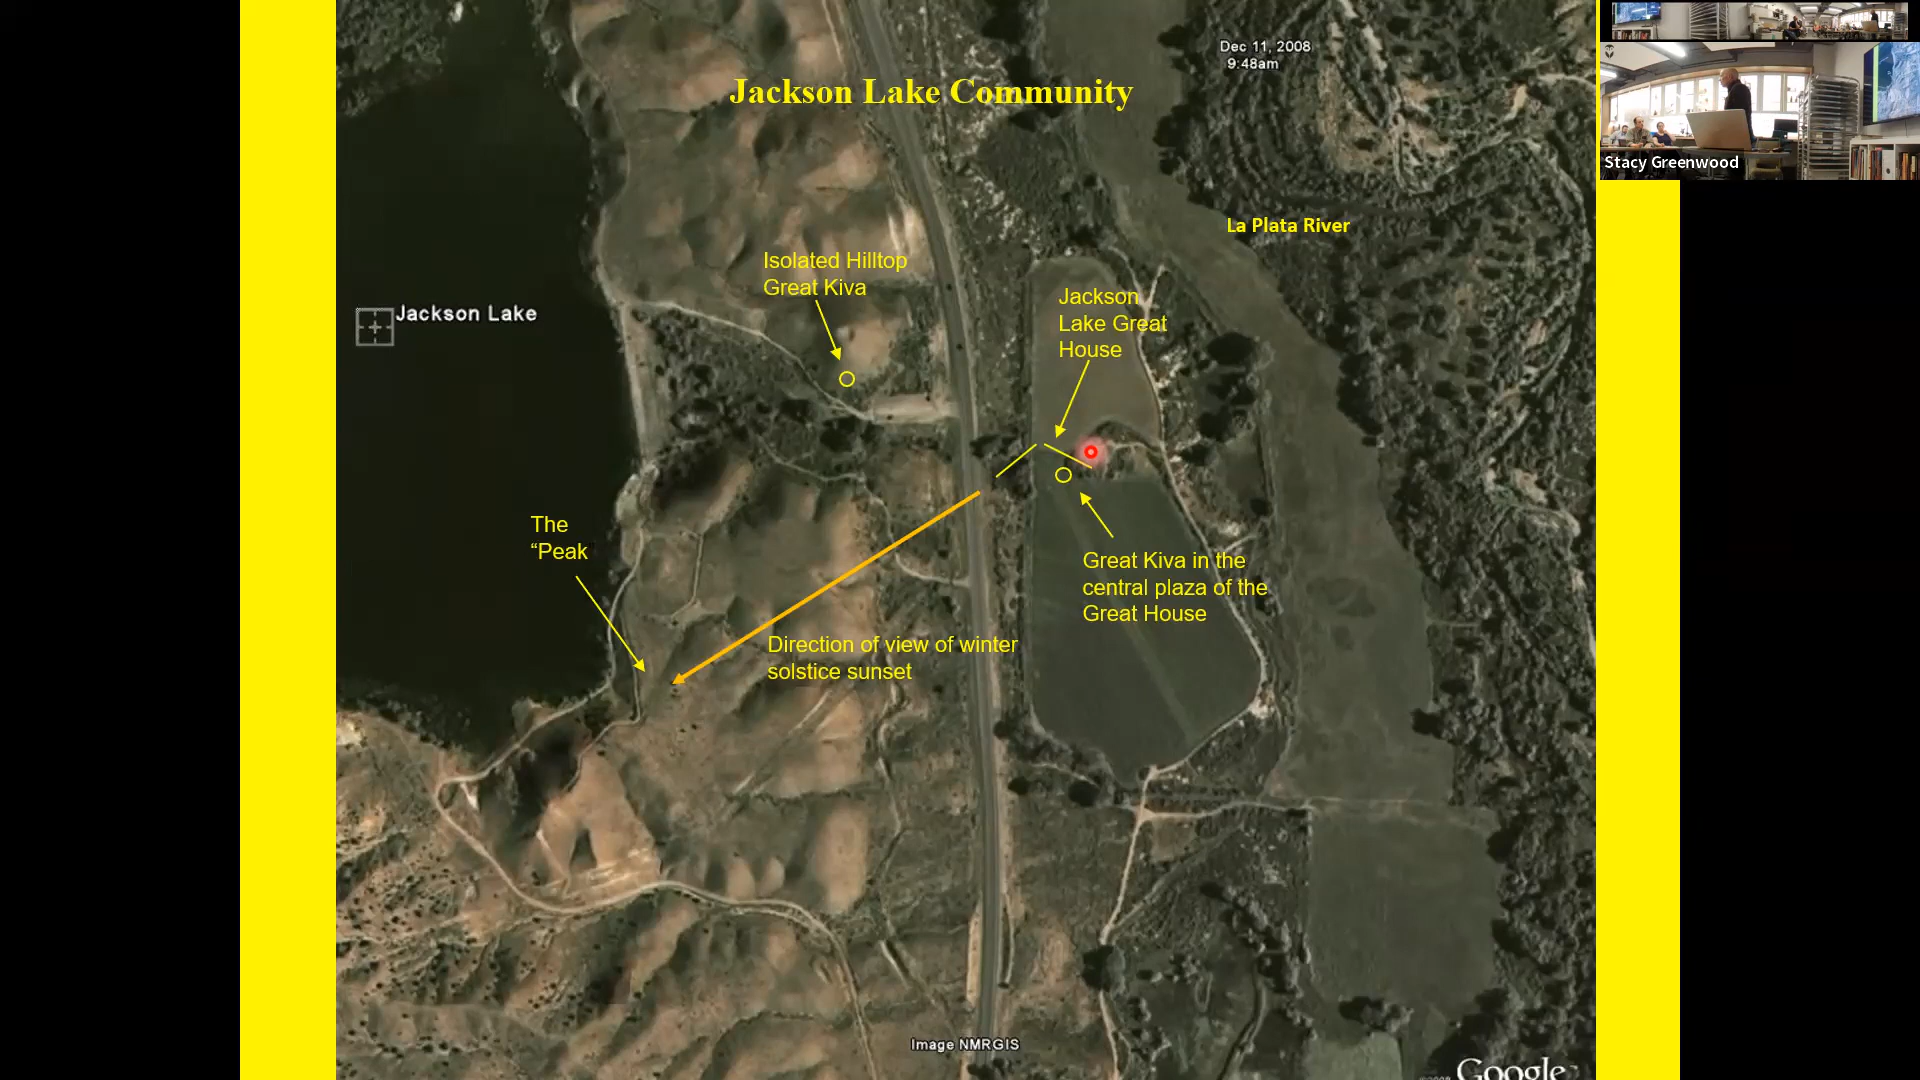 Dec 11, 2008
9:48am
Jackson Lake Community
Stacy Greenwood
La Plata River
Isolated Hilltop
Great Kiva
Jackson
Lake Great
House
Jackson Lake
The
“Peak
Great Kiva in the
central plaza of the
Great House
Direction of view of winter
solstice sunset
Image NMRGIS
Google